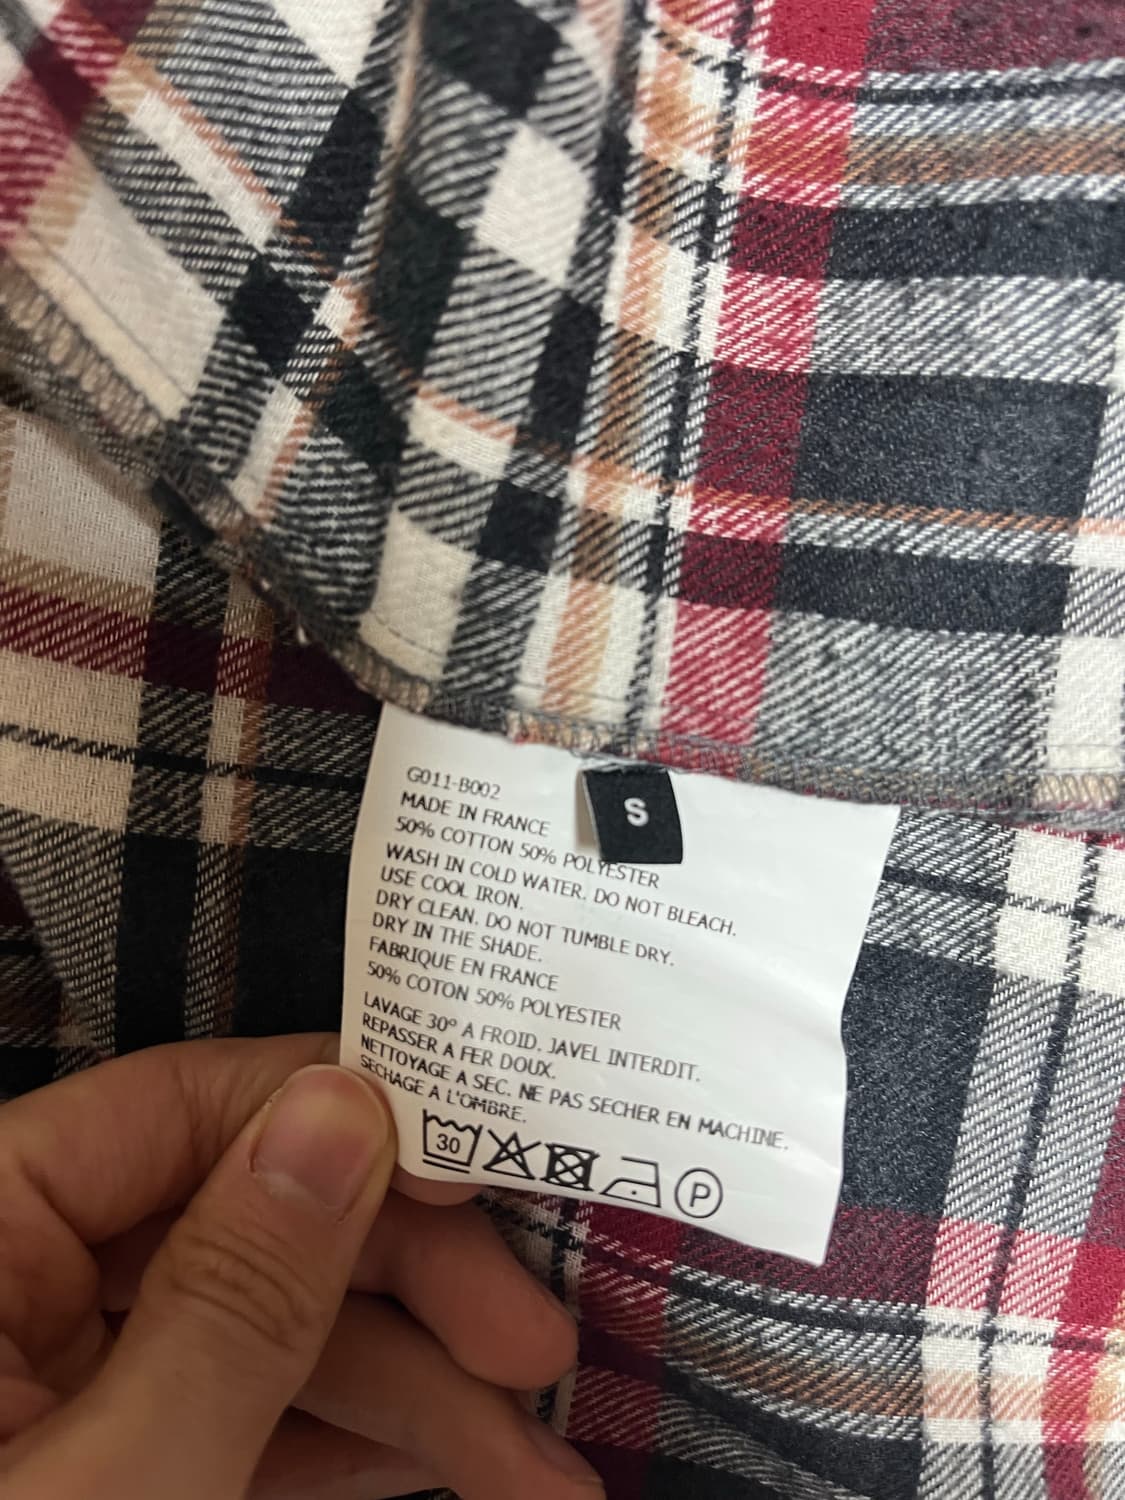 G011-B002
S
MADE IN FRANCE
50% COTTON 50% POLYESTER
WASH IN COLD WATER. DO NOT BLEACH.
USE COOL IRON.
DRY CLEAN. DO NOT TUMBLE DRY.
DRY IN THE SHADE.
FABRIQUE EN FRANCE
50% COTON 50% POLYESTER
LAVAGE 30° A FROID. JAVEL INTERDIT.
REPASSER A FER DOUX.
NETTOYAGE A SEC. NE PAS SECHER EN MACHINE.
SECHAGE A L'OMBRE.
30 P